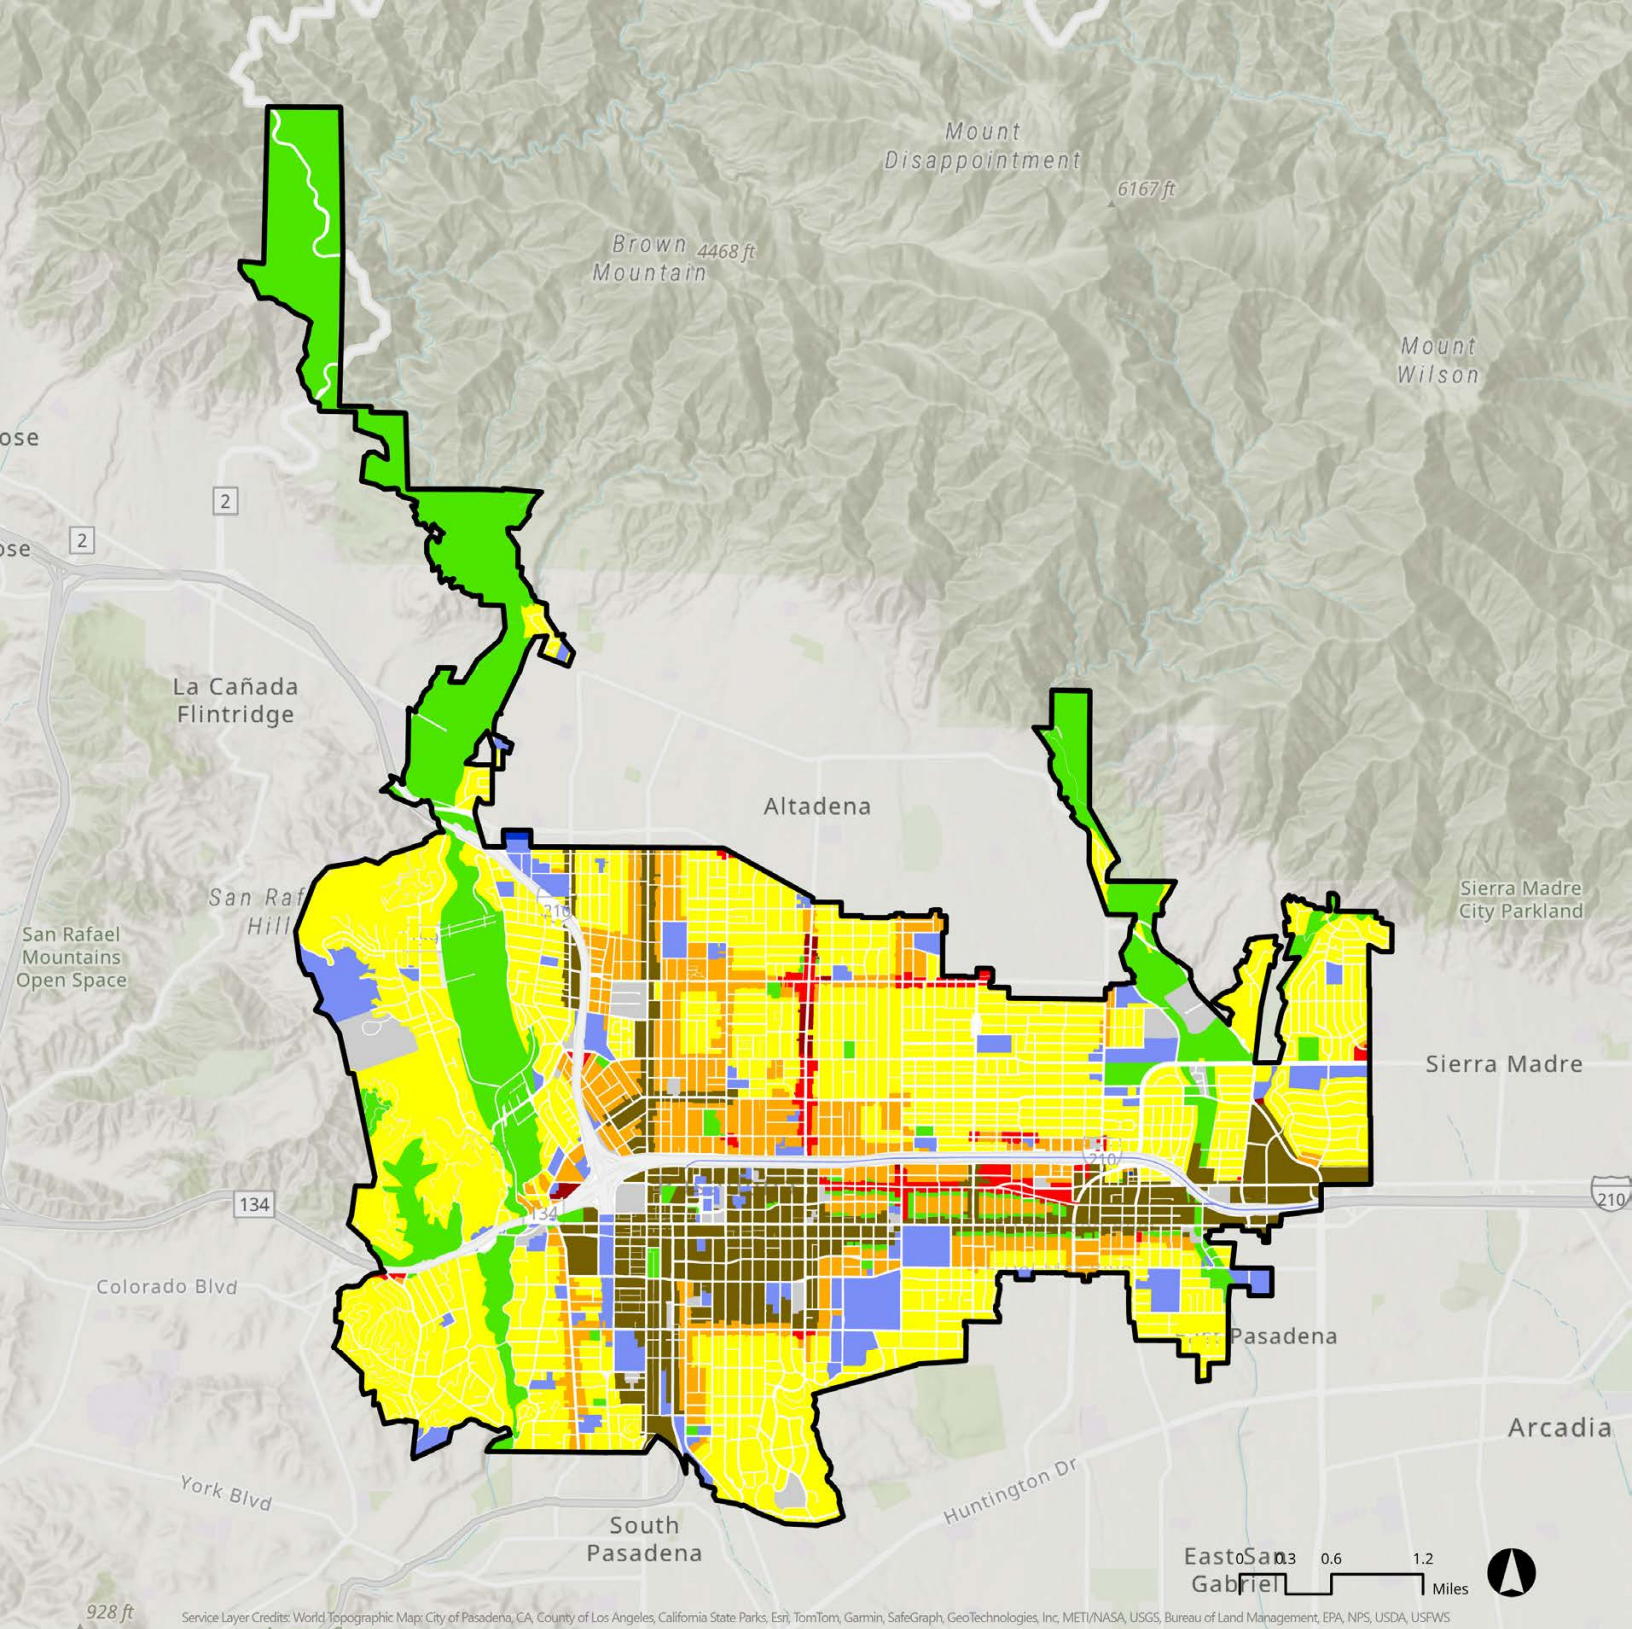 Mount
Disappointment
6167 ft
Brown
Mountain
4468 ft
Mount
Wilson
ose
2
2
ose
La Cañada
Flintridge
Altadena
San Raf
Hill
210
San Rafael
Mountains
Open Space
Sierra Madre
City Parkland
Sierra Madre
210
134
134
210
Colorado Blvd
Pasadena
Arcadia
York Blvd
Huntington Dr
South
Pasadena
East San
Gabriel
0 0.3 0.6 1.2
Miles
928 ft
Service Layer Credits: World Topographic Map: City of Pasadena, CA, County of Los Angeles, California State Parks, Esri, TomTom, Garmin, SafeGraph, GeoTechnologies, Inc, METI/NASA, USGS, Bureau of Land Management, EPA, NPS, USDA, USFWS